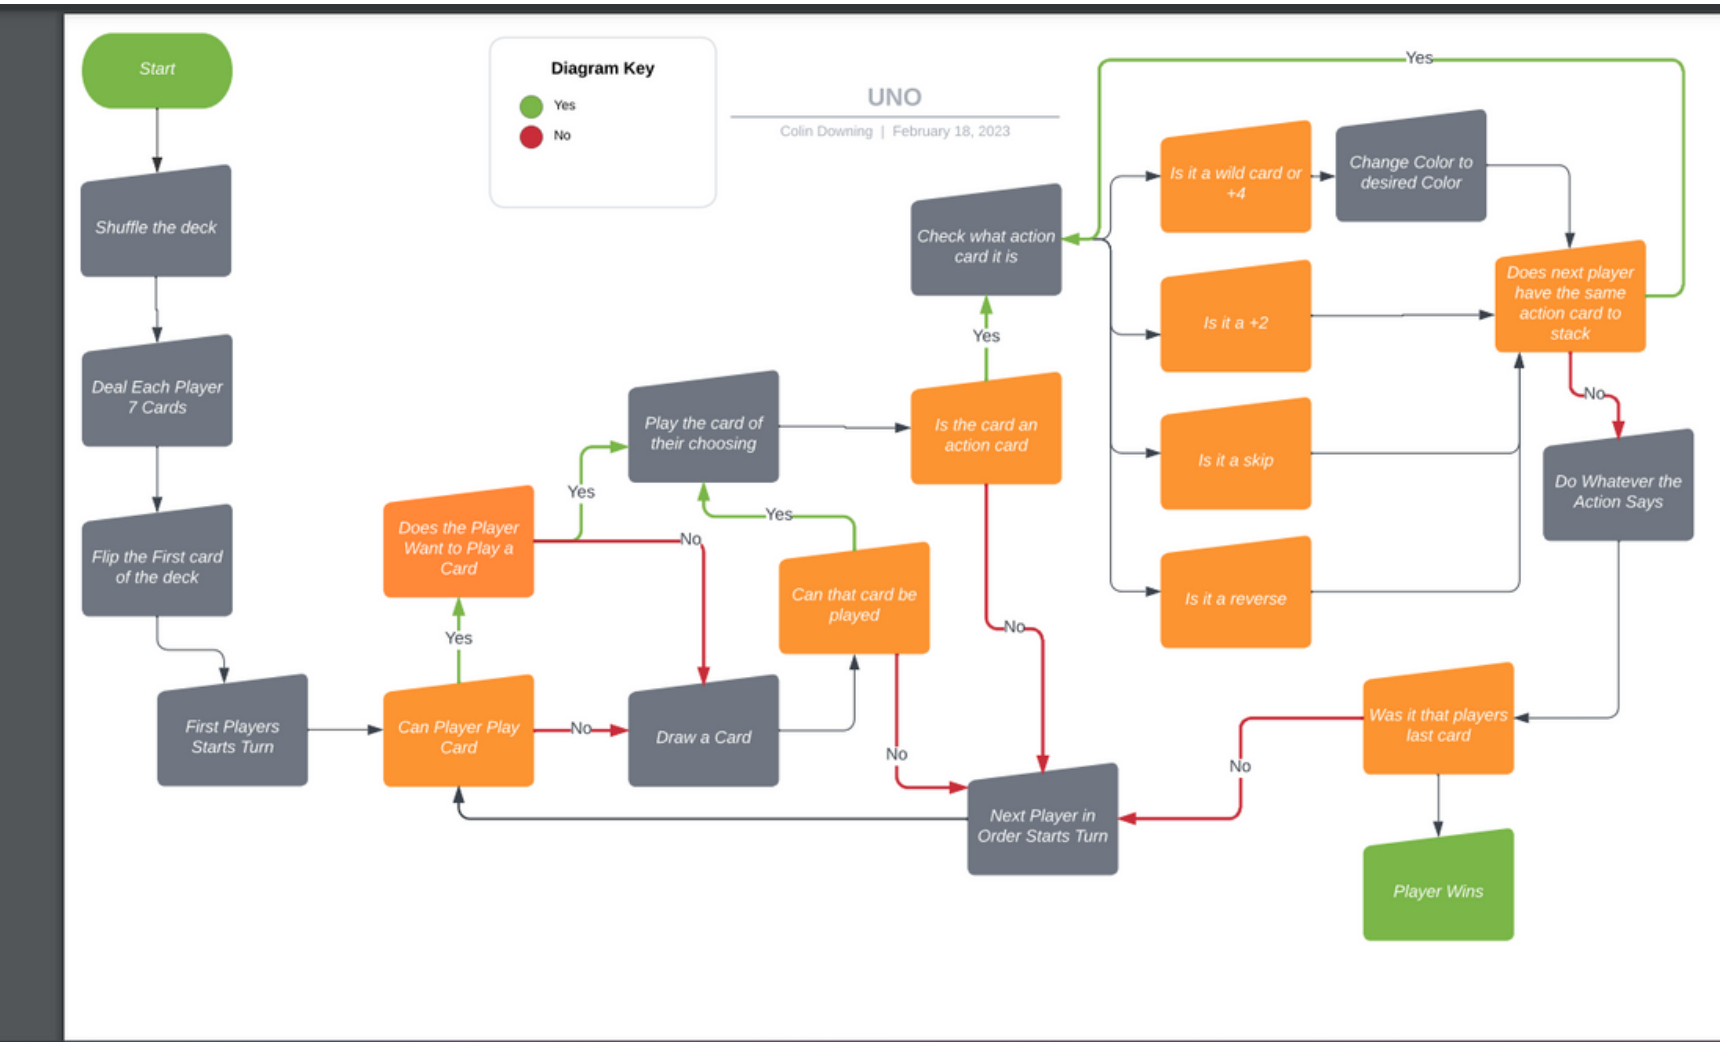 Start
Shuffle the deck
Deal Each Player
7 Cards
Flip the First card
of the deck
First Players
Starts Turn
Diagram Key
Yes
No
UNO
Colin Downing | February 18, 2023
Can Player Play
Card
Yes
No
Does the Player
Want to Play a
Card
Yes
No
Draw a Card
Play the card of
their choosing
Yes
Can that card be
played
No
Is the card an
action card
Yes
No
Next Player in
Order Starts Turn
Check what action
card it is
Yes
Is it a wild card or
+4
Change Color to
desired Color
Is it a +2
Is it a skip
Is it a reverse
Does next player
have the same
action card to
stack
No
Do Whatever the
Action Says
Was it that players
last card
No
Player Wins